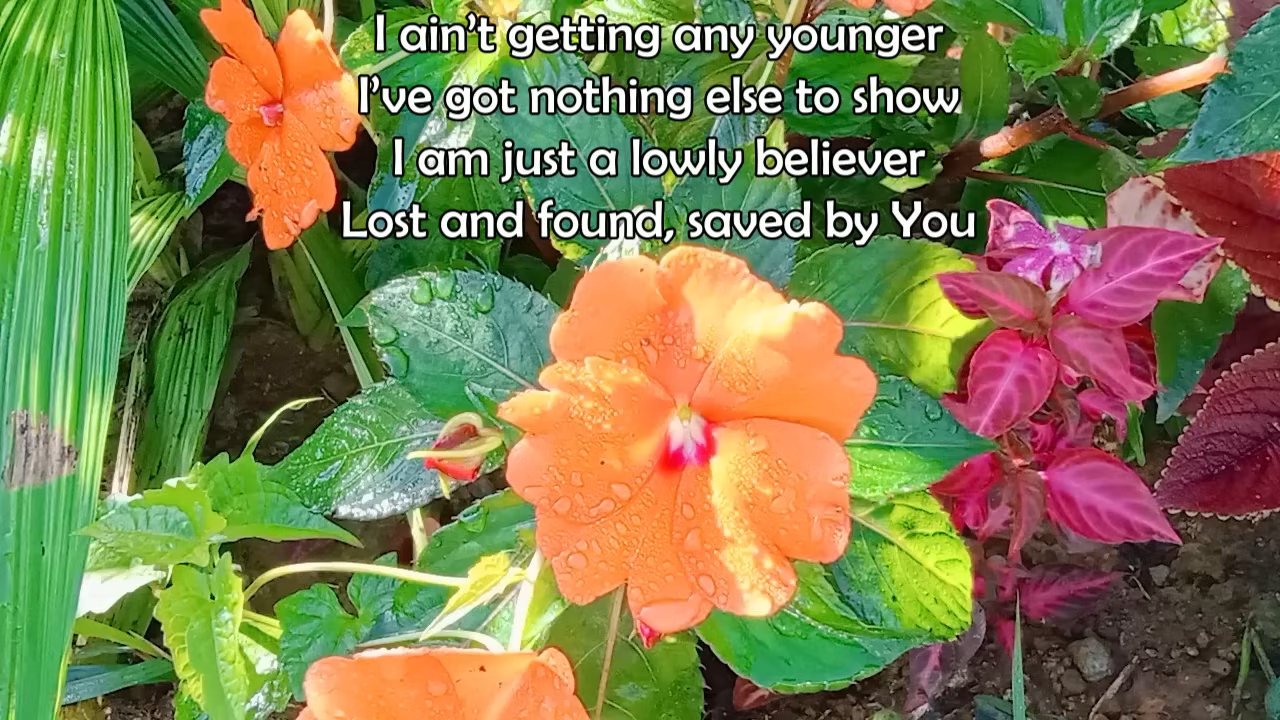 I ain't getting any younger
I've got nothing else to show
I am just a lowly believer
Lost and found, saved by You